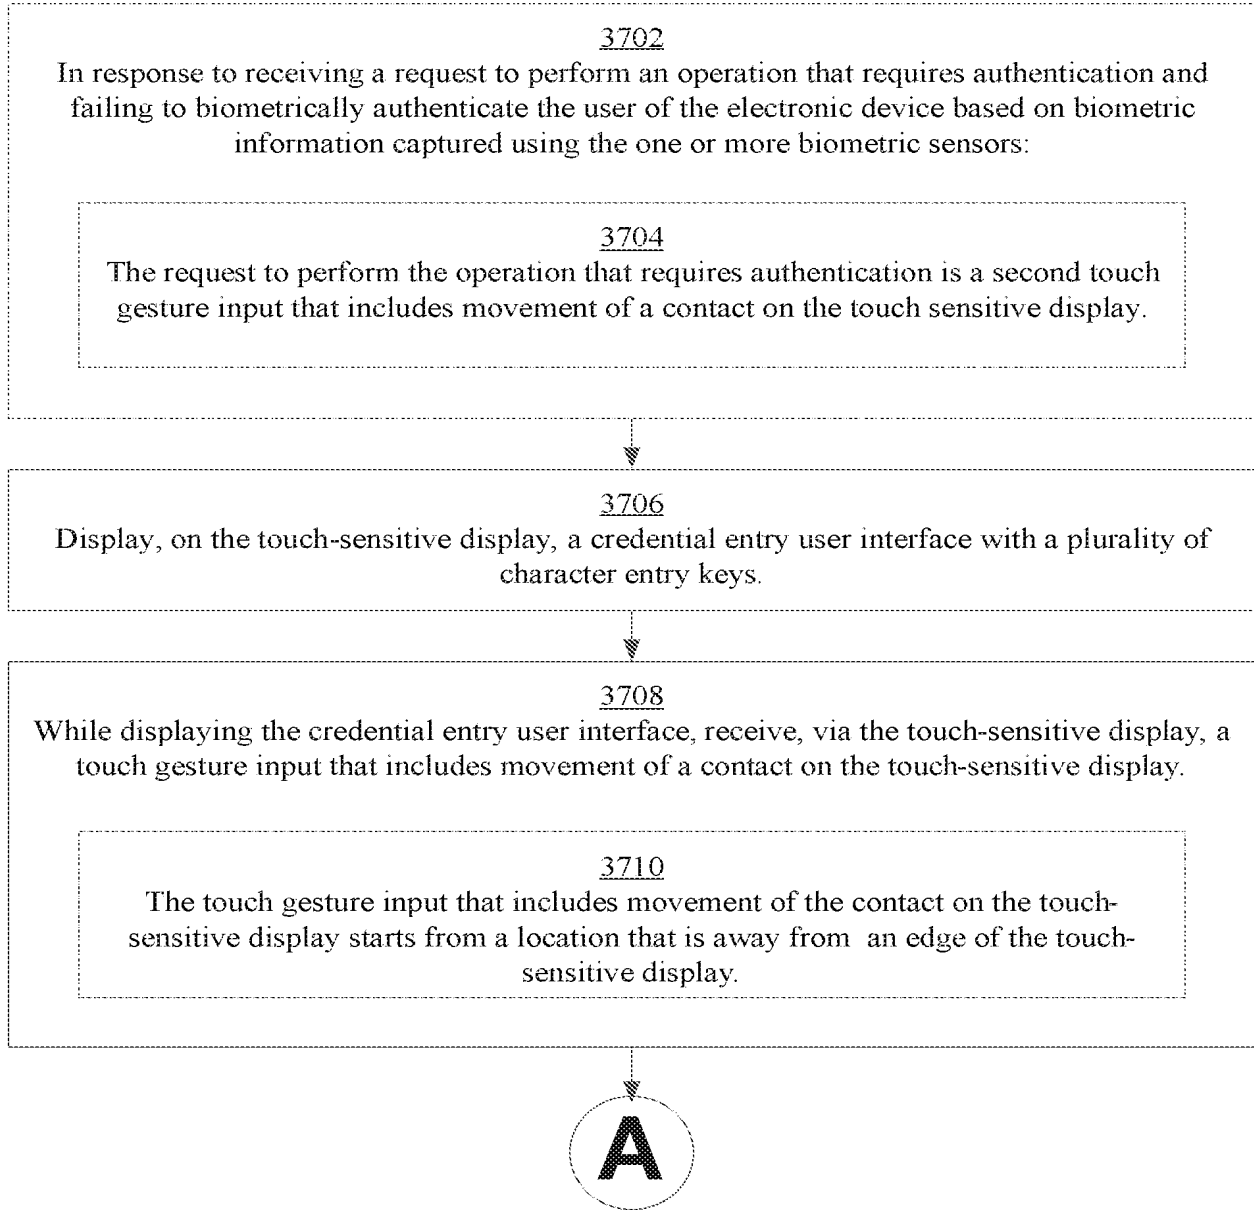 3702
In response to receiving a request to perform an operation that requires authentication and
failing to biometrically authenticate the user of the electronic device based on biometric
information captured using the one or more biometric sensors:
3704
The request to perform the operation that requires authentication is a second touch
gesture input that includes movement of a contact on the touch sensitive display.
3706
Display, on the touch-sensitive display, a credential entry user interface with a plurality of
character entry keys.
3708
While displaying the credential entry user interface, receive, via the touch-sensitive display, a
touch gesture input that includes movement of a contact on the touch-sensitive display.
3710
The touch gesture input that includes movement of the contact on the touch-
sensitive display starts from a location that is away from an edge of the touch-
sensitive display.
A